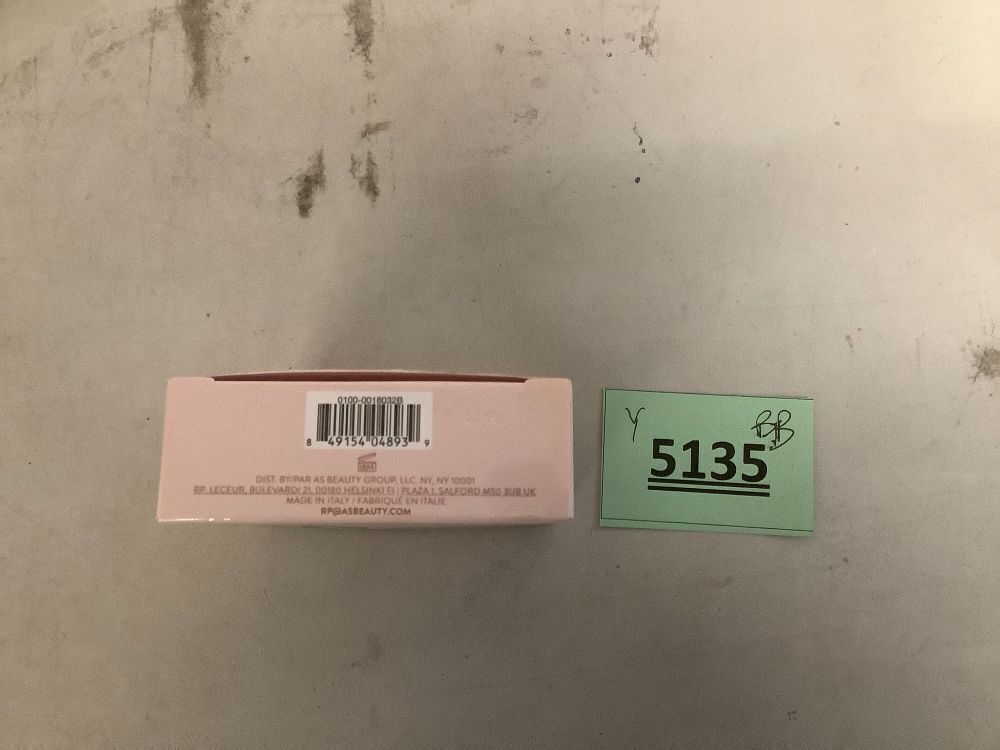 0100-0018032B
8 49154 04893 9
18M
DIST. BY/PAR AS BEAUTY GROUP, LLC. NY, NY 10001
RP: LECEUR, BULEVARDI 21, 00180 HELSINKI FI | PLAZA 1, SALFORD M50 3UB UK
MADE IN ITALY / FABRIQUÉ EN ITALIE
RP@ASBEAUTY.COM
Y
BB
5135